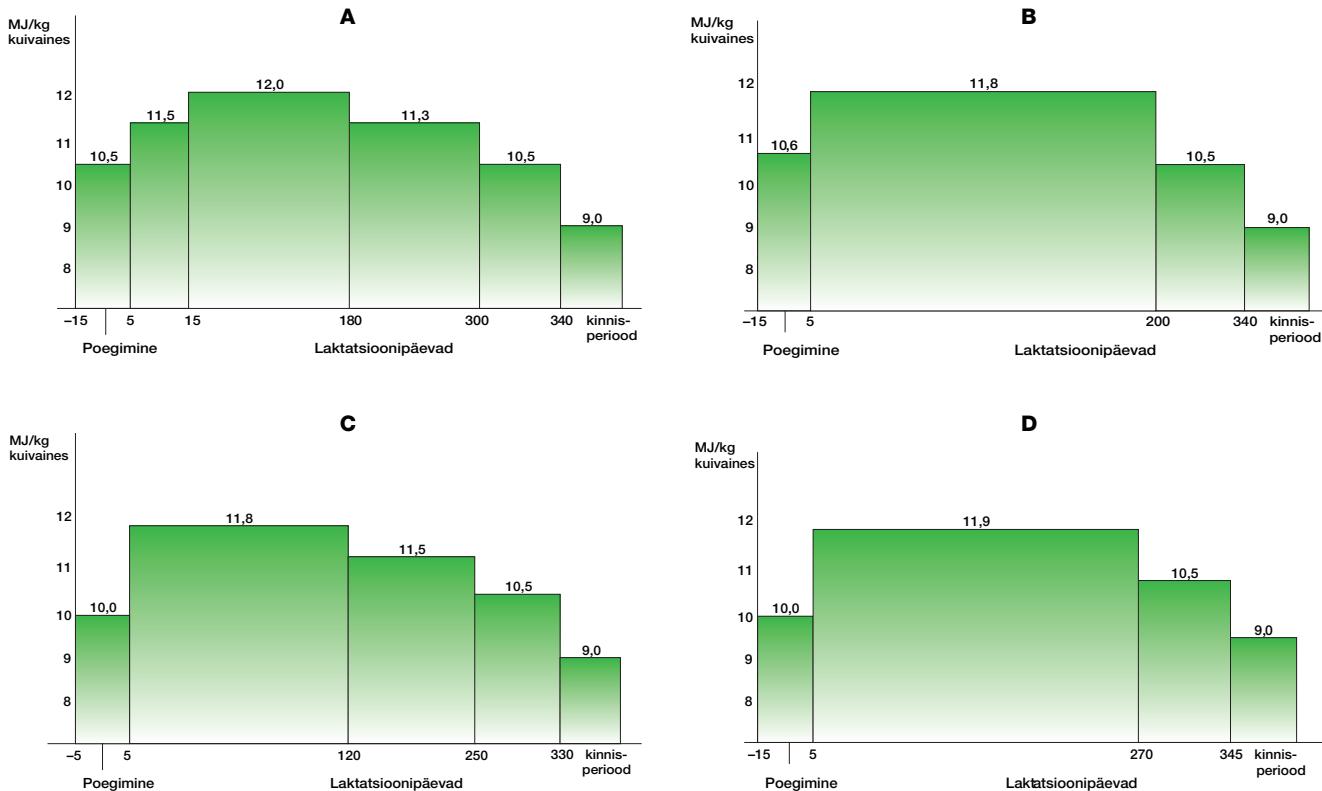 A
MJ/kg
kuivaines
12
11
10
9
8
10,5
11,5
12,0
11,3
10,5
9,0
–15
5
15
180
300
340
kinnis-
periood
Poegimine
Laktatsioonipäevad
B
MJ/kg
kuivaines
12
11
10
9
8
10,6
11,8
10,5
9,0
–15
5
200
340
kinnis-
periood
Poegimine
Laktatsioonipäevad
C
MJ/kg
kuivaines
12
11
10
9
8
10,0
11,8
11,5
10,5
9,0
–5
5
120
250
330
kinnis-
periood
Poegimine
Laktatsioonipäevad
D
MJ/kg
kuivaines
12
11
10
9
8
10,0
11,9
10,5
9,0
–15
5
270
345
kinnis-
periood
Poegimine
Laktatsioonipäevad